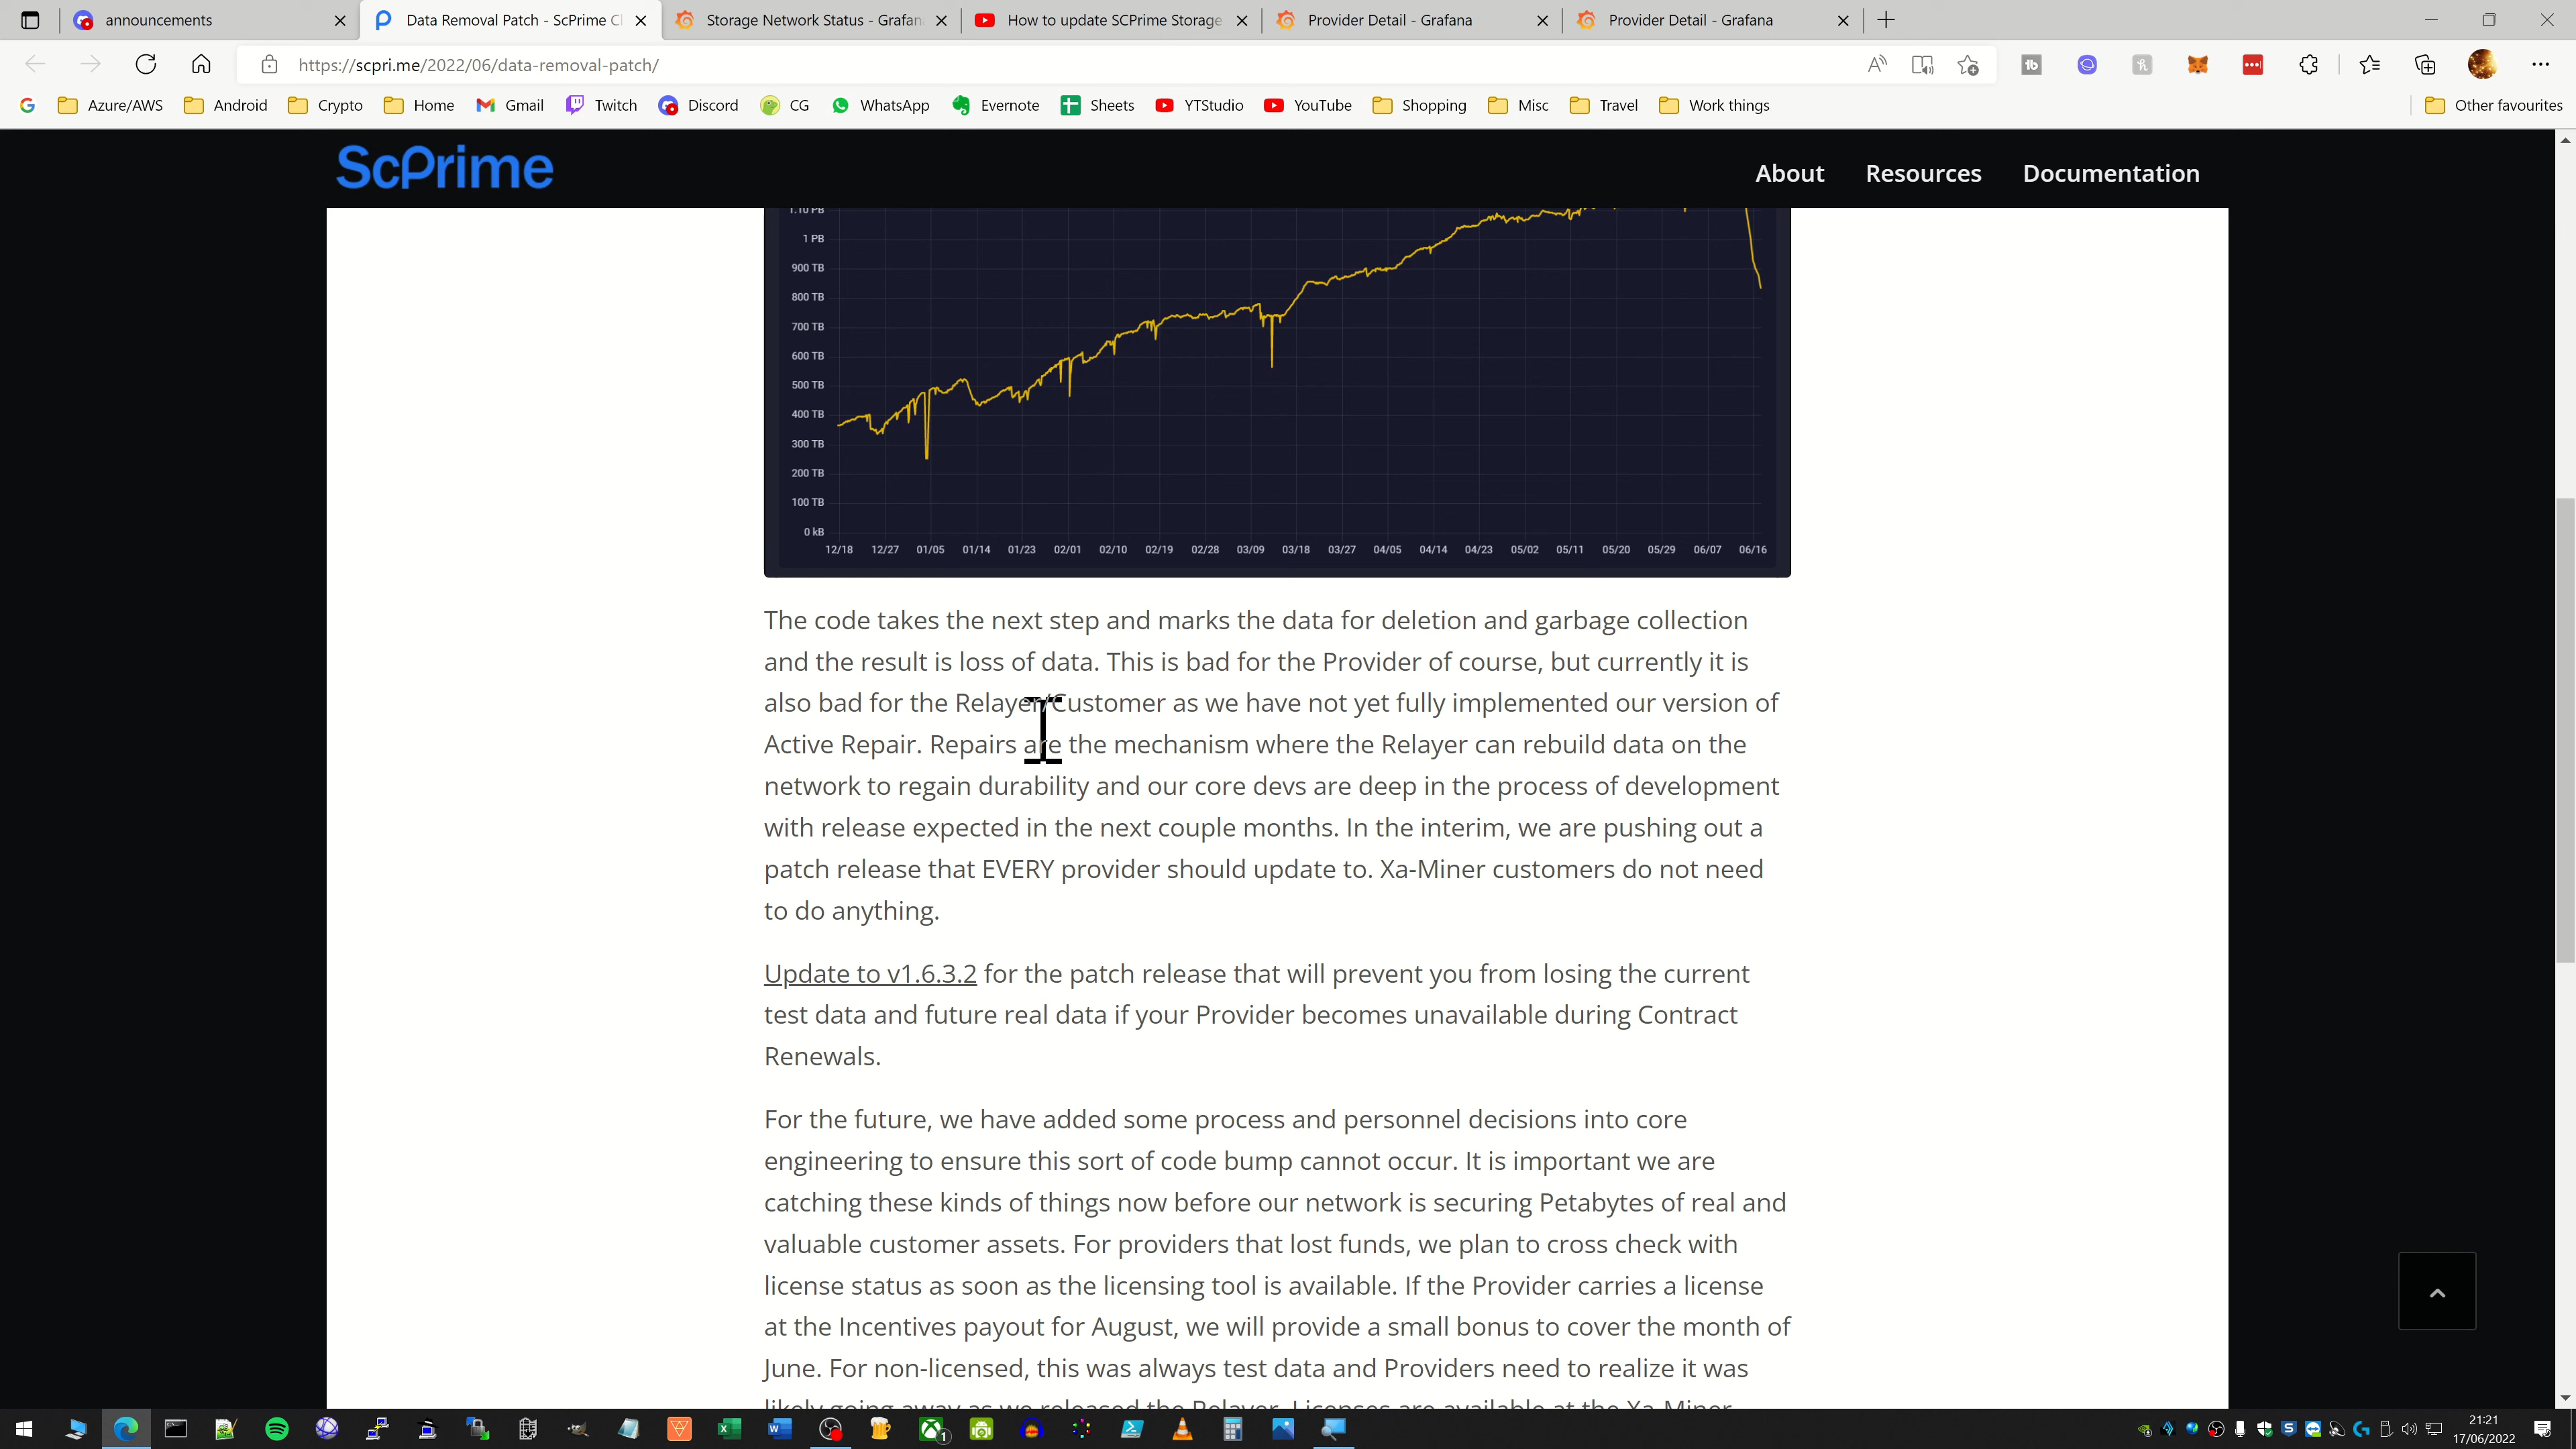 announcements
Data Removal Patch - ScPrime Cl
Storage Network Status - Grafan
How to update SCPrime Storage
Provider Detail - Grafana
Provider Detail - Grafana
https://scpri.me/2022/06/data-removal-patch/
Azure/AWS
Android
Crypto
Home
Gmail
Twitch
Discord
CG
WhatsApp
Evernote
Sheets
YTStudio
YouTube
Shopping
Misc
Travel
Work things
Other favourites
ScPrime
About
Resources
Documentation
1.10 PB
1 PB
900 TB
800 TB
700 TB
600 TB
500 TB
400 TB
300 TB
200 TB
100 TB
0 kB
12/18 12/27 01/05 01/14 01/23 02/01 02/10 02/19 02/28 03/09 03/18 03/27 04/05 04/14 04/23 05/02 05/11 05/20 05/29 06/07 06/16
The code takes the next step and marks the data for deletion and garbage collection
and the result is loss of data. This is bad for the Provider of course, but currently it is
also bad for the Relayer/Customer as we have not yet fully implemented our version of
Active Repair. Repairs are the mechanism where the Relayer can rebuild data on the
network to regain durability and our core devs are deep in the process of development
with release expected in the next couple months. In the interim, we are pushing out a
patch release that EVERY provider should update to. Xa-Miner customers do not need
to do anything.
Update to v1.6.3.2 for the patch release that will prevent you from losing the current
test data and future real data if your Provider becomes unavailable during Contract
Renewals.
For the future, we have added some process and personnel decisions into core
engineering to ensure this sort of code bump cannot occur. It is important we are
catching these kinds of things now before our network is securing Petabytes of real and
valuable customer assets. For providers that lost funds, we plan to cross check with
license status as soon as the licensing tool is available. If the Provider carries a license
at the Incentives payout for August, we will provide a small bonus to cover the month of
June. For non-licensed, this was always test data and Providers need to realize it was
likely going away as we released the Relayer. Licenses are available at the Xa-Miner
21:21
17/06/2022